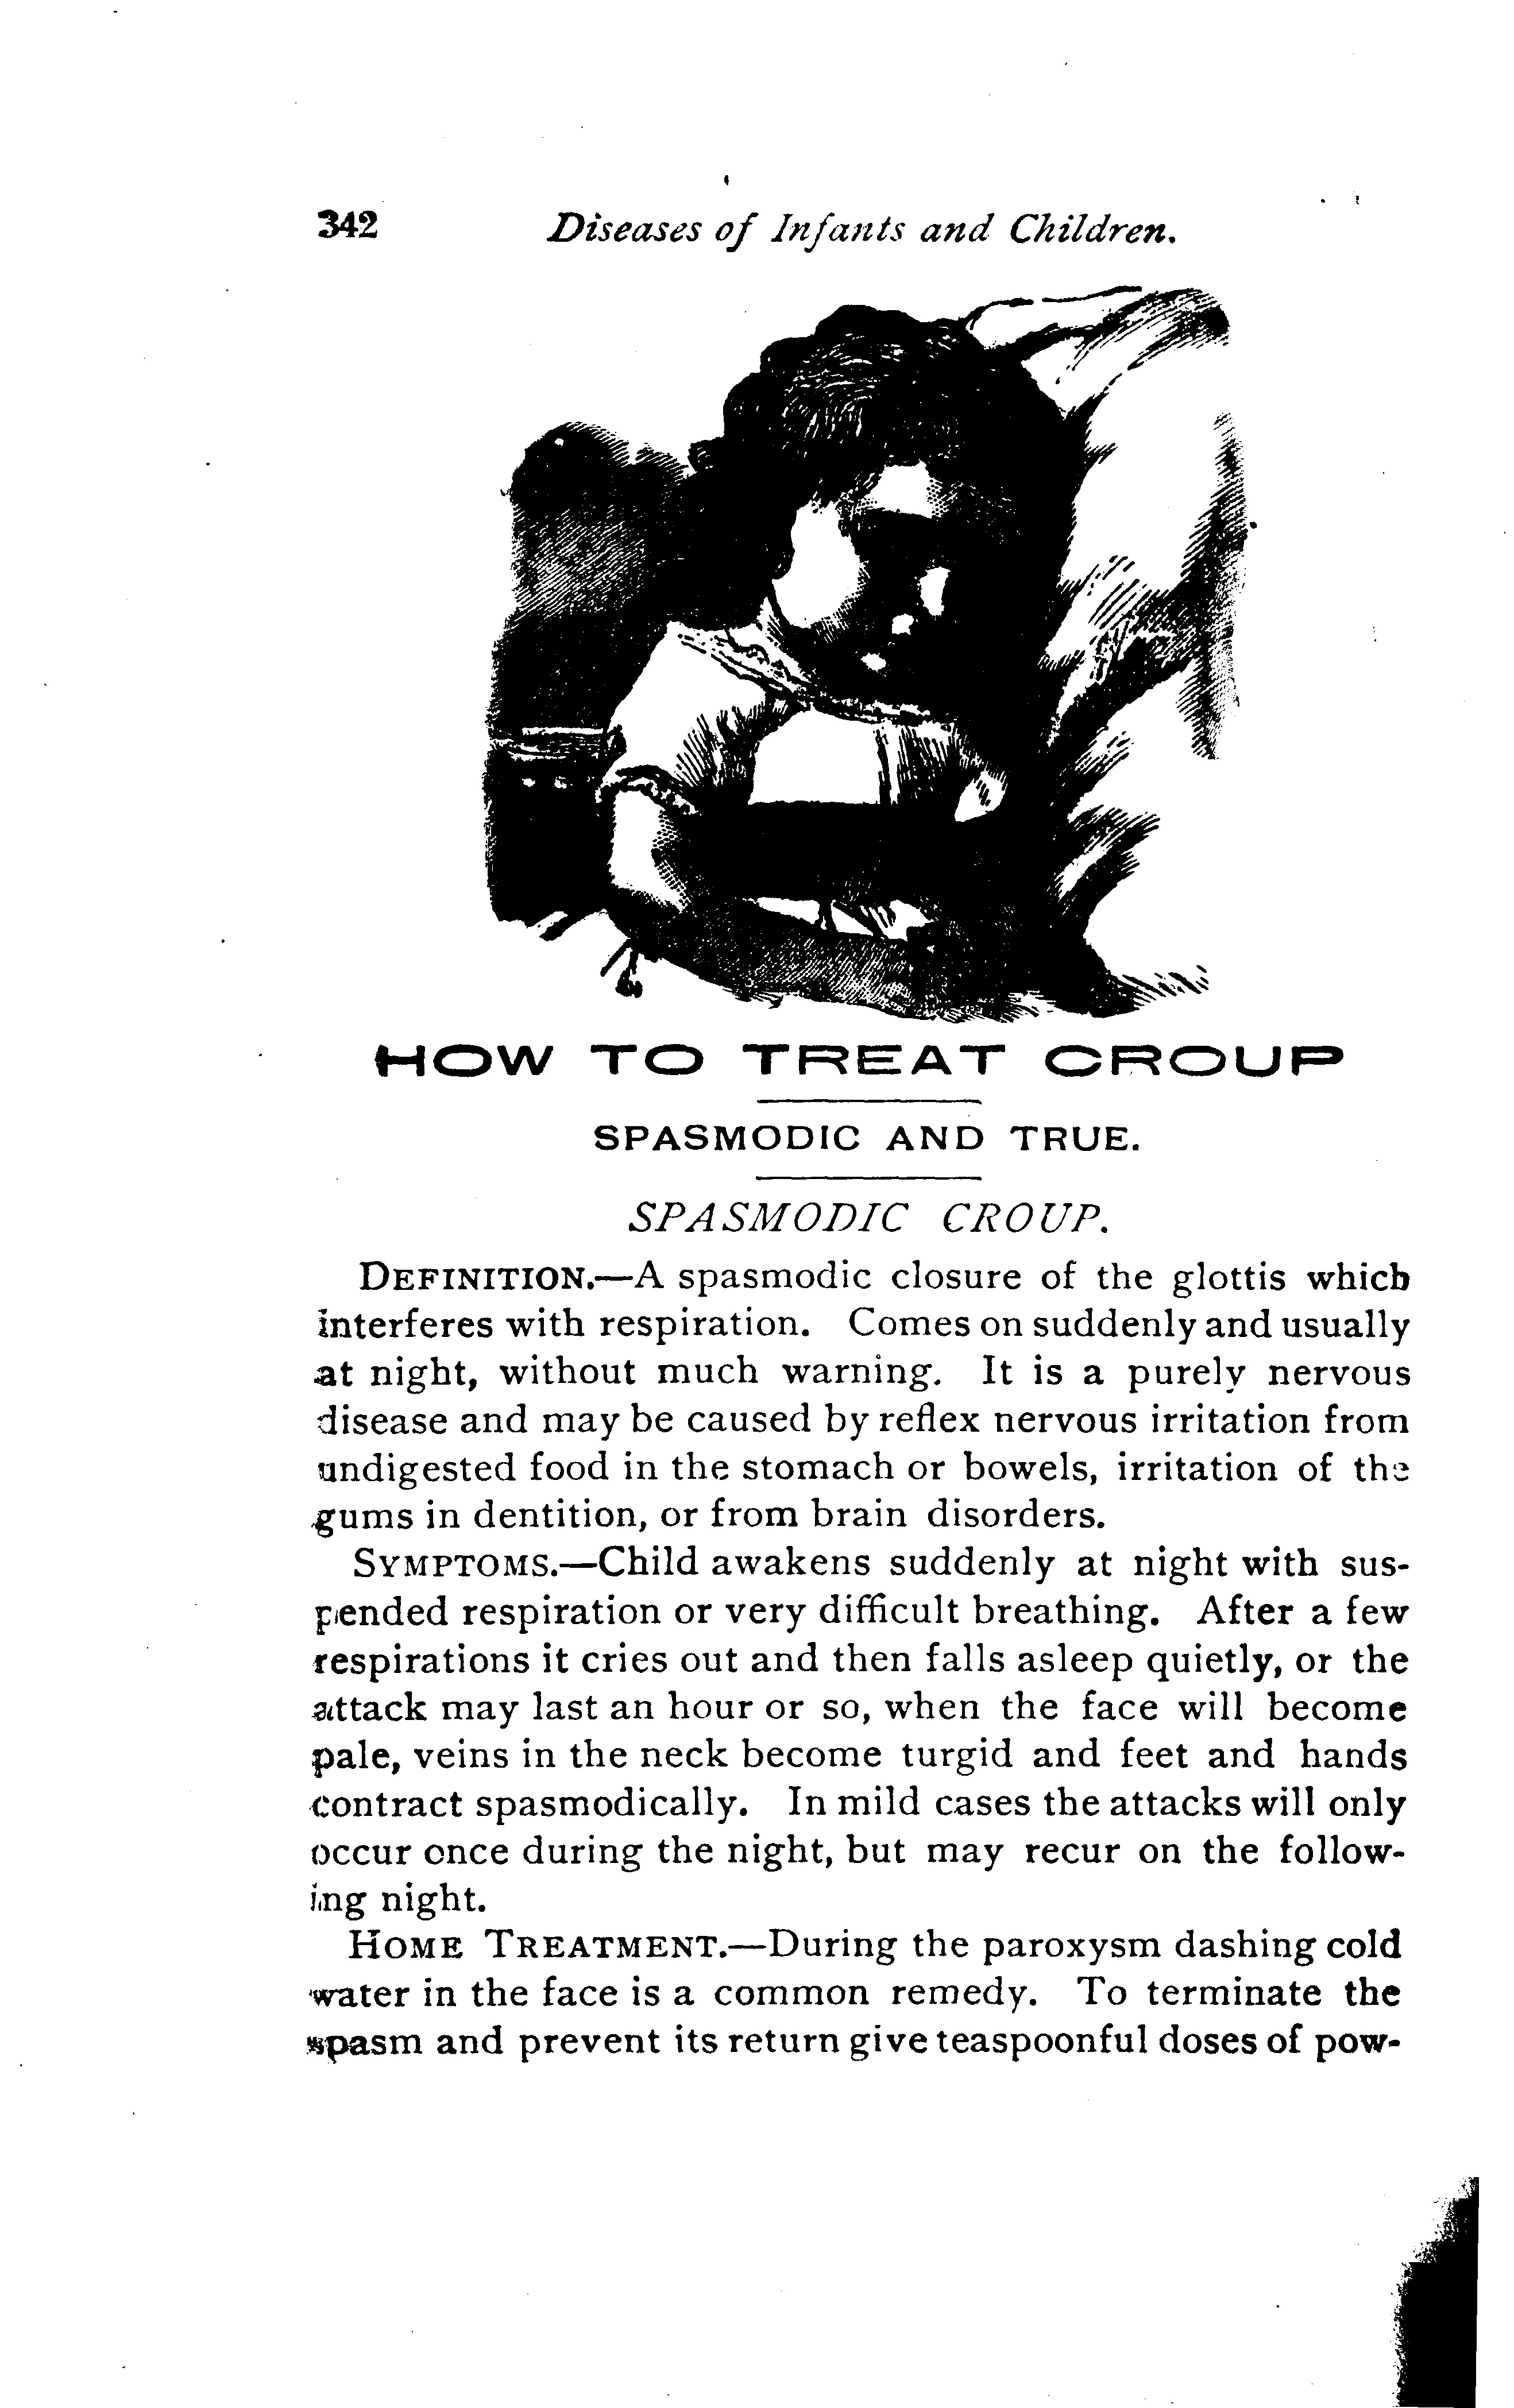 342 Diseases of Infants and Children.
HOW TO TREAT CROUP
SPASMODIC AND TRUE.
SPASMODIC CROUP.
DEFINITION.—A spasmodic closure of the glottis which
interferes with respiration. Comes on suddenly and usually
at night, without much warning. It is a purely nervous
disease and may be caused by reflex nervous irritation from
undigested food in the stomach or bowels, irritation of the
gums in dentition, or from brain disorders.
SYMPTOMS.—Child awakens suddenly at night with sus-
pended respiration or very difficult breathing. After a few
respirations it cries out and then falls asleep quietly, or the
attack may last an hour or so, when the face will become
pale, veins in the neck become turgid and feet and hands
contract spasmodically. In mild cases the attacks will only
occur once during the night, but may recur on the follow-
ing night.
HOME TREATMENT.—During the paroxysm dashing cold
water in the face is a common remedy. To terminate the
spasm and prevent its return give teaspoonful doses of pow-